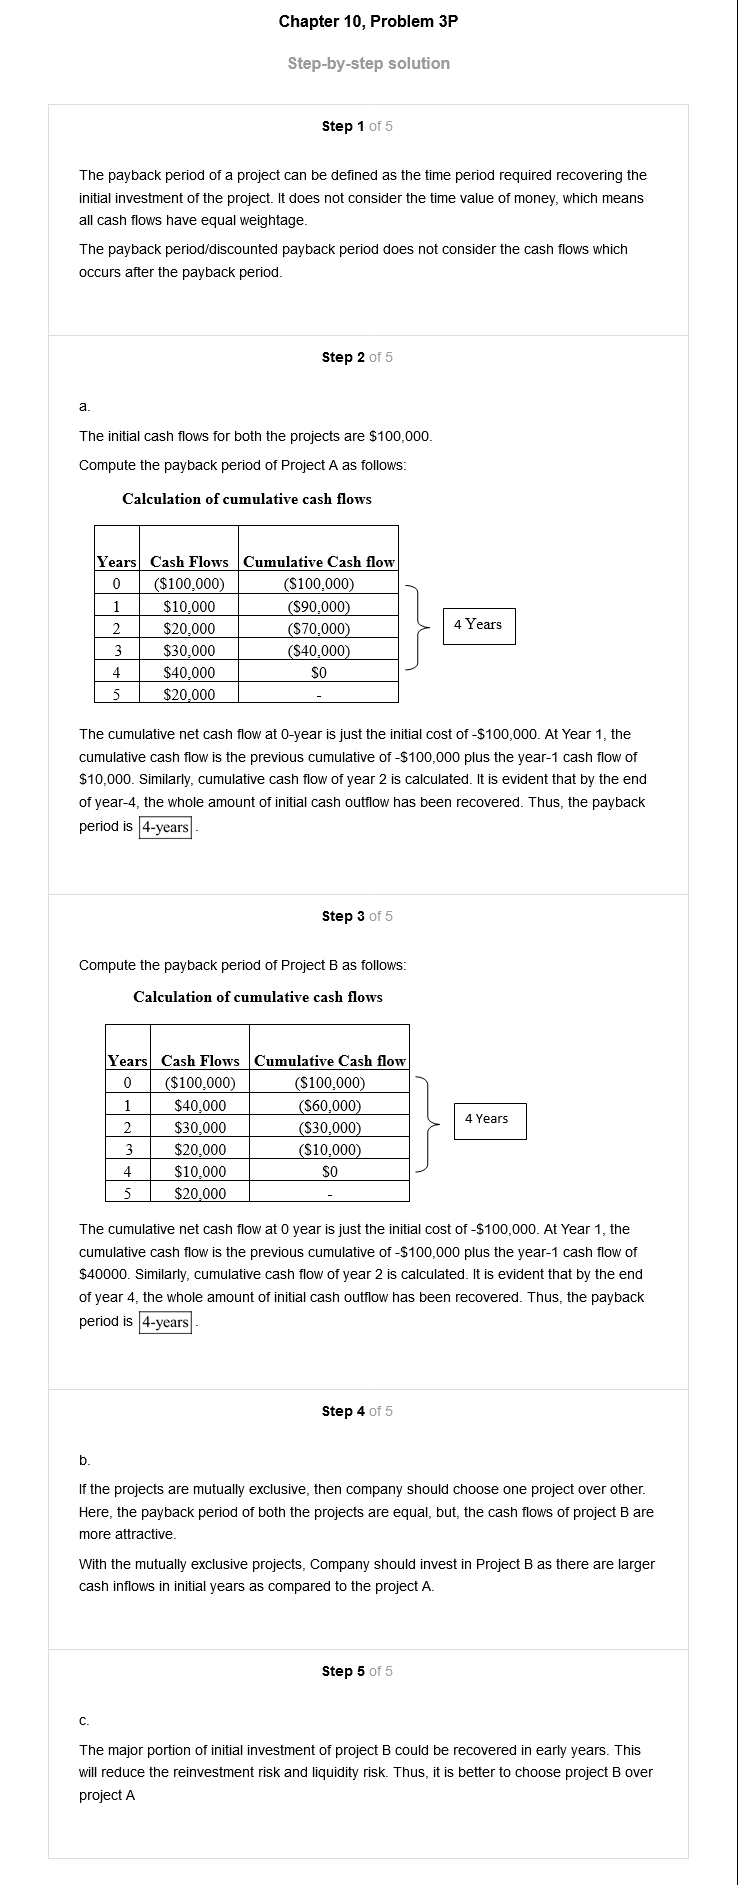 Chapter 10, Problem 3P
Step-by-step solution
Step 1 of 5
The payback period of a project can be defined as the time period required recovering the
initial investment of the project. It does not consider the time value of money, which means
all cash flows have equal weightage.
The payback period/discounted payback period does not consider the cash flows which
occurs after the payback period.
Step 2 of 5
a.
The initial cash flows for both the projects are $100,000.
Compute the payback period of Project A as follows:
Calculation of cumulative cash flows
Years Cash Flows Cumulative Cash flow
0 ($100,000) ($100,000)
1 $10,000 ($90,000)
2 $20,000 ($70,000)
3 $30,000 ($40,000)
4 $40,000 $0
5 $20,000 -
4 Years
The cumulative net cash flow at 0-year is just the initial cost of -$100,000. At Year 1, the
cumulative cash flow is the previous cumulative of -$100,000 plus the year-1 cash flow of
$10,000. Similarly, cumulative cash flow of year 2 is calculated. It is evident that by the end
of year-4, the whole amount of initial cash outflow has been recovered. Thus, the payback
period is 4-years.
Step 3 of 5
Compute the payback period of Project B as follows:
Calculation of cumulative cash flows
Years Cash Flows Cumulative Cash flow
0 ($100,000) ($100,000)
1 $40,000 ($60,000)
2 $30,000 ($30,000)
3 $20,000 ($10,000)
4 $10,000 $0
5 $20,000 -
4 Years
The cumulative net cash flow at 0 year is just the initial cost of -$100,000. At Year 1, the
cumulative cash flow is the previous cumulative of -$100,000 plus the year-1 cash flow of
$40000. Similarly, cumulative cash flow of year 2 is calculated. It is evident that by the end
of year 4, the whole amount of initial cash outflow has been recovered. Thus, the payback
period is 4-years.
Step 4 of 5
b.
If the projects are mutually exclusive, then company should choose one project over other.
Here, the payback period of both the projects are equal, but, the cash flows of project B are
more attractive.
With the mutually exclusive projects, Company should invest in Project B as there are larger
cash inflows in initial years as compared to the project A.
Step 5 of 5
c.
The major portion of initial investment of project B could be recovered in early years. This
will reduce the reinvestment risk and liquidity risk. Thus, it is better to choose project B over
project A